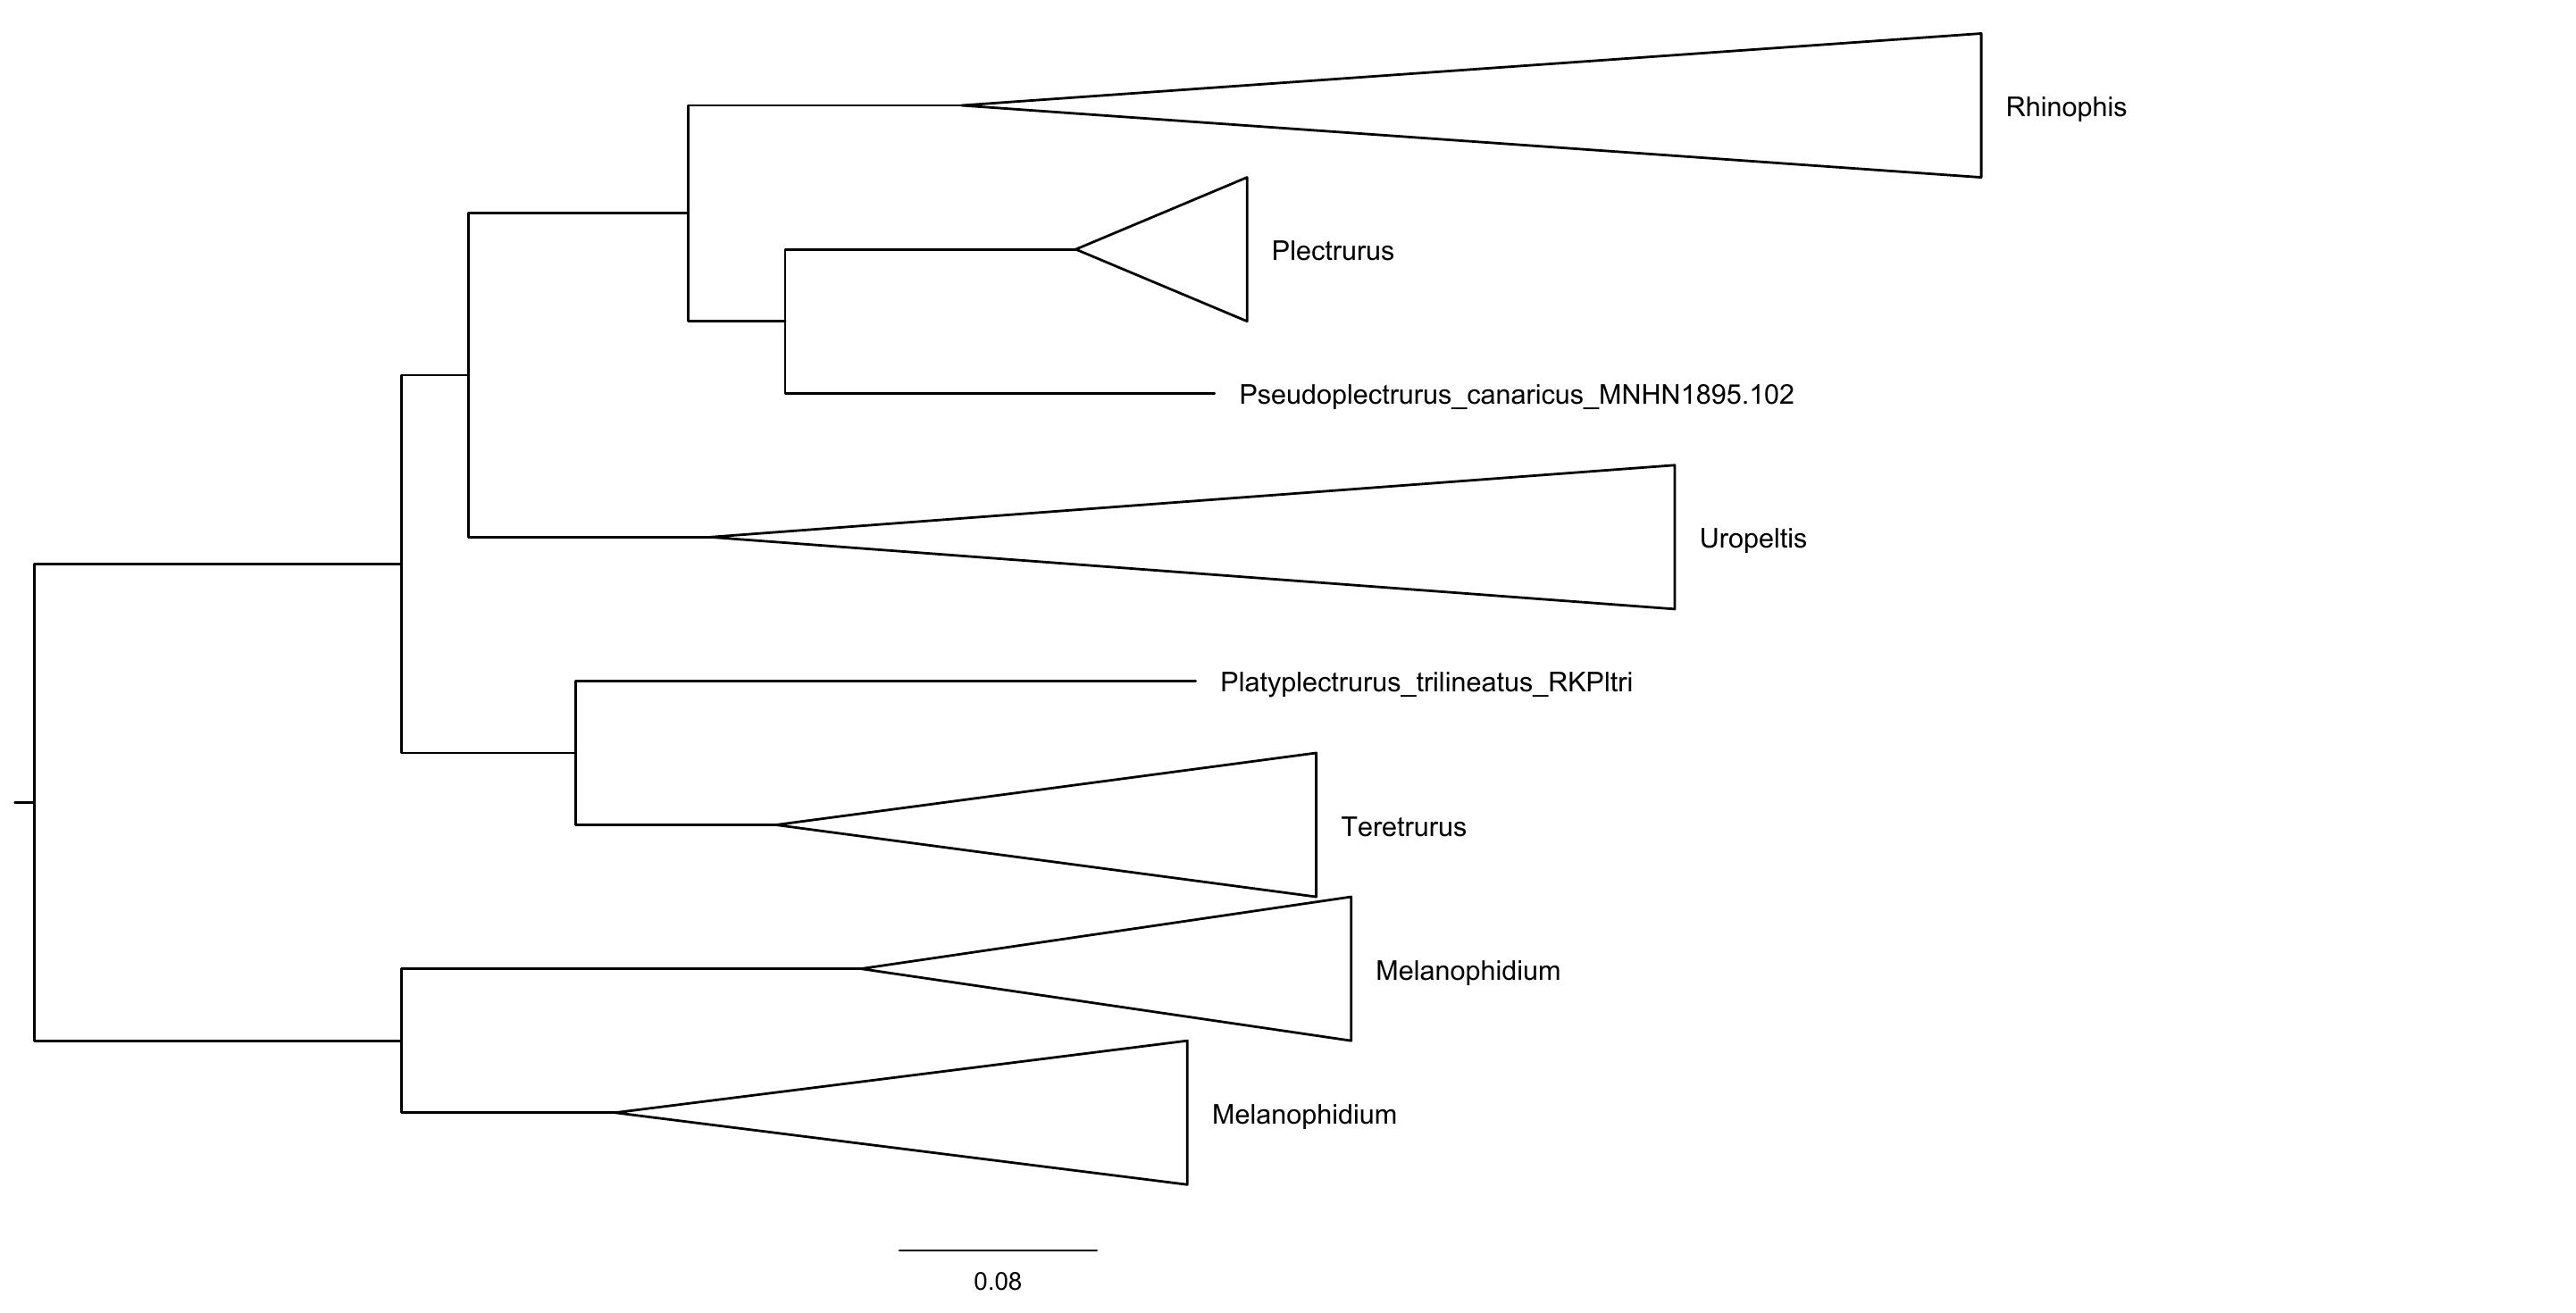 Rhinophis
Plectrurus
Pseudoplectrurus_canaricus_MNHN1895.102
Uropeltis
Platyplectrurus_trilineatus_RKPltri
Teretrurus
Melanophidium
Melanophidium
0.08